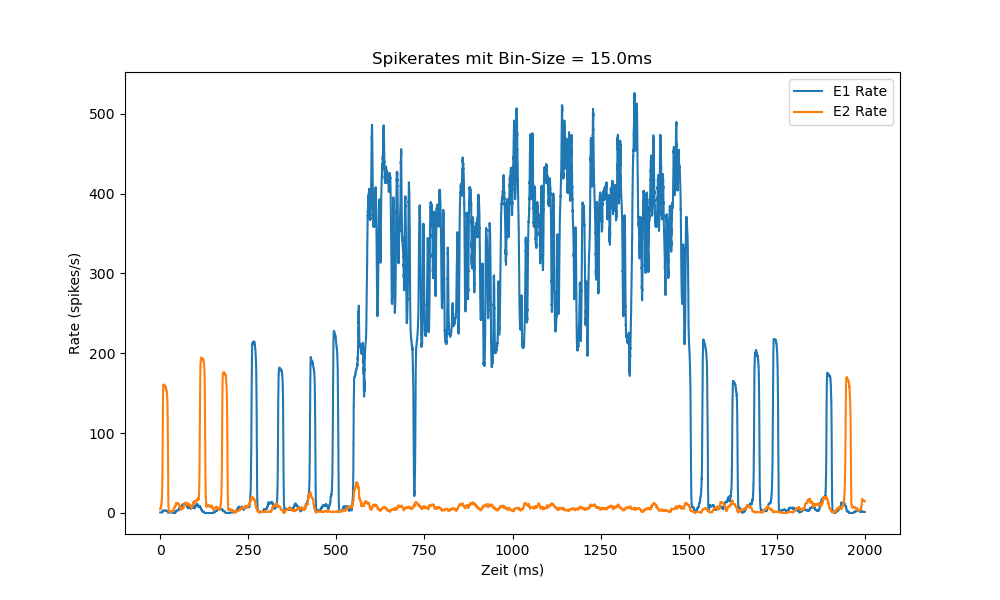 Spikerates mit Bin-Size = 15.0ms
E1 Rate
E2 Rate
Rate (spikes/s)
500
400
300
200
100
0
0 250 500 750 1000 1250 1500 1750 2000
Zeit (ms)